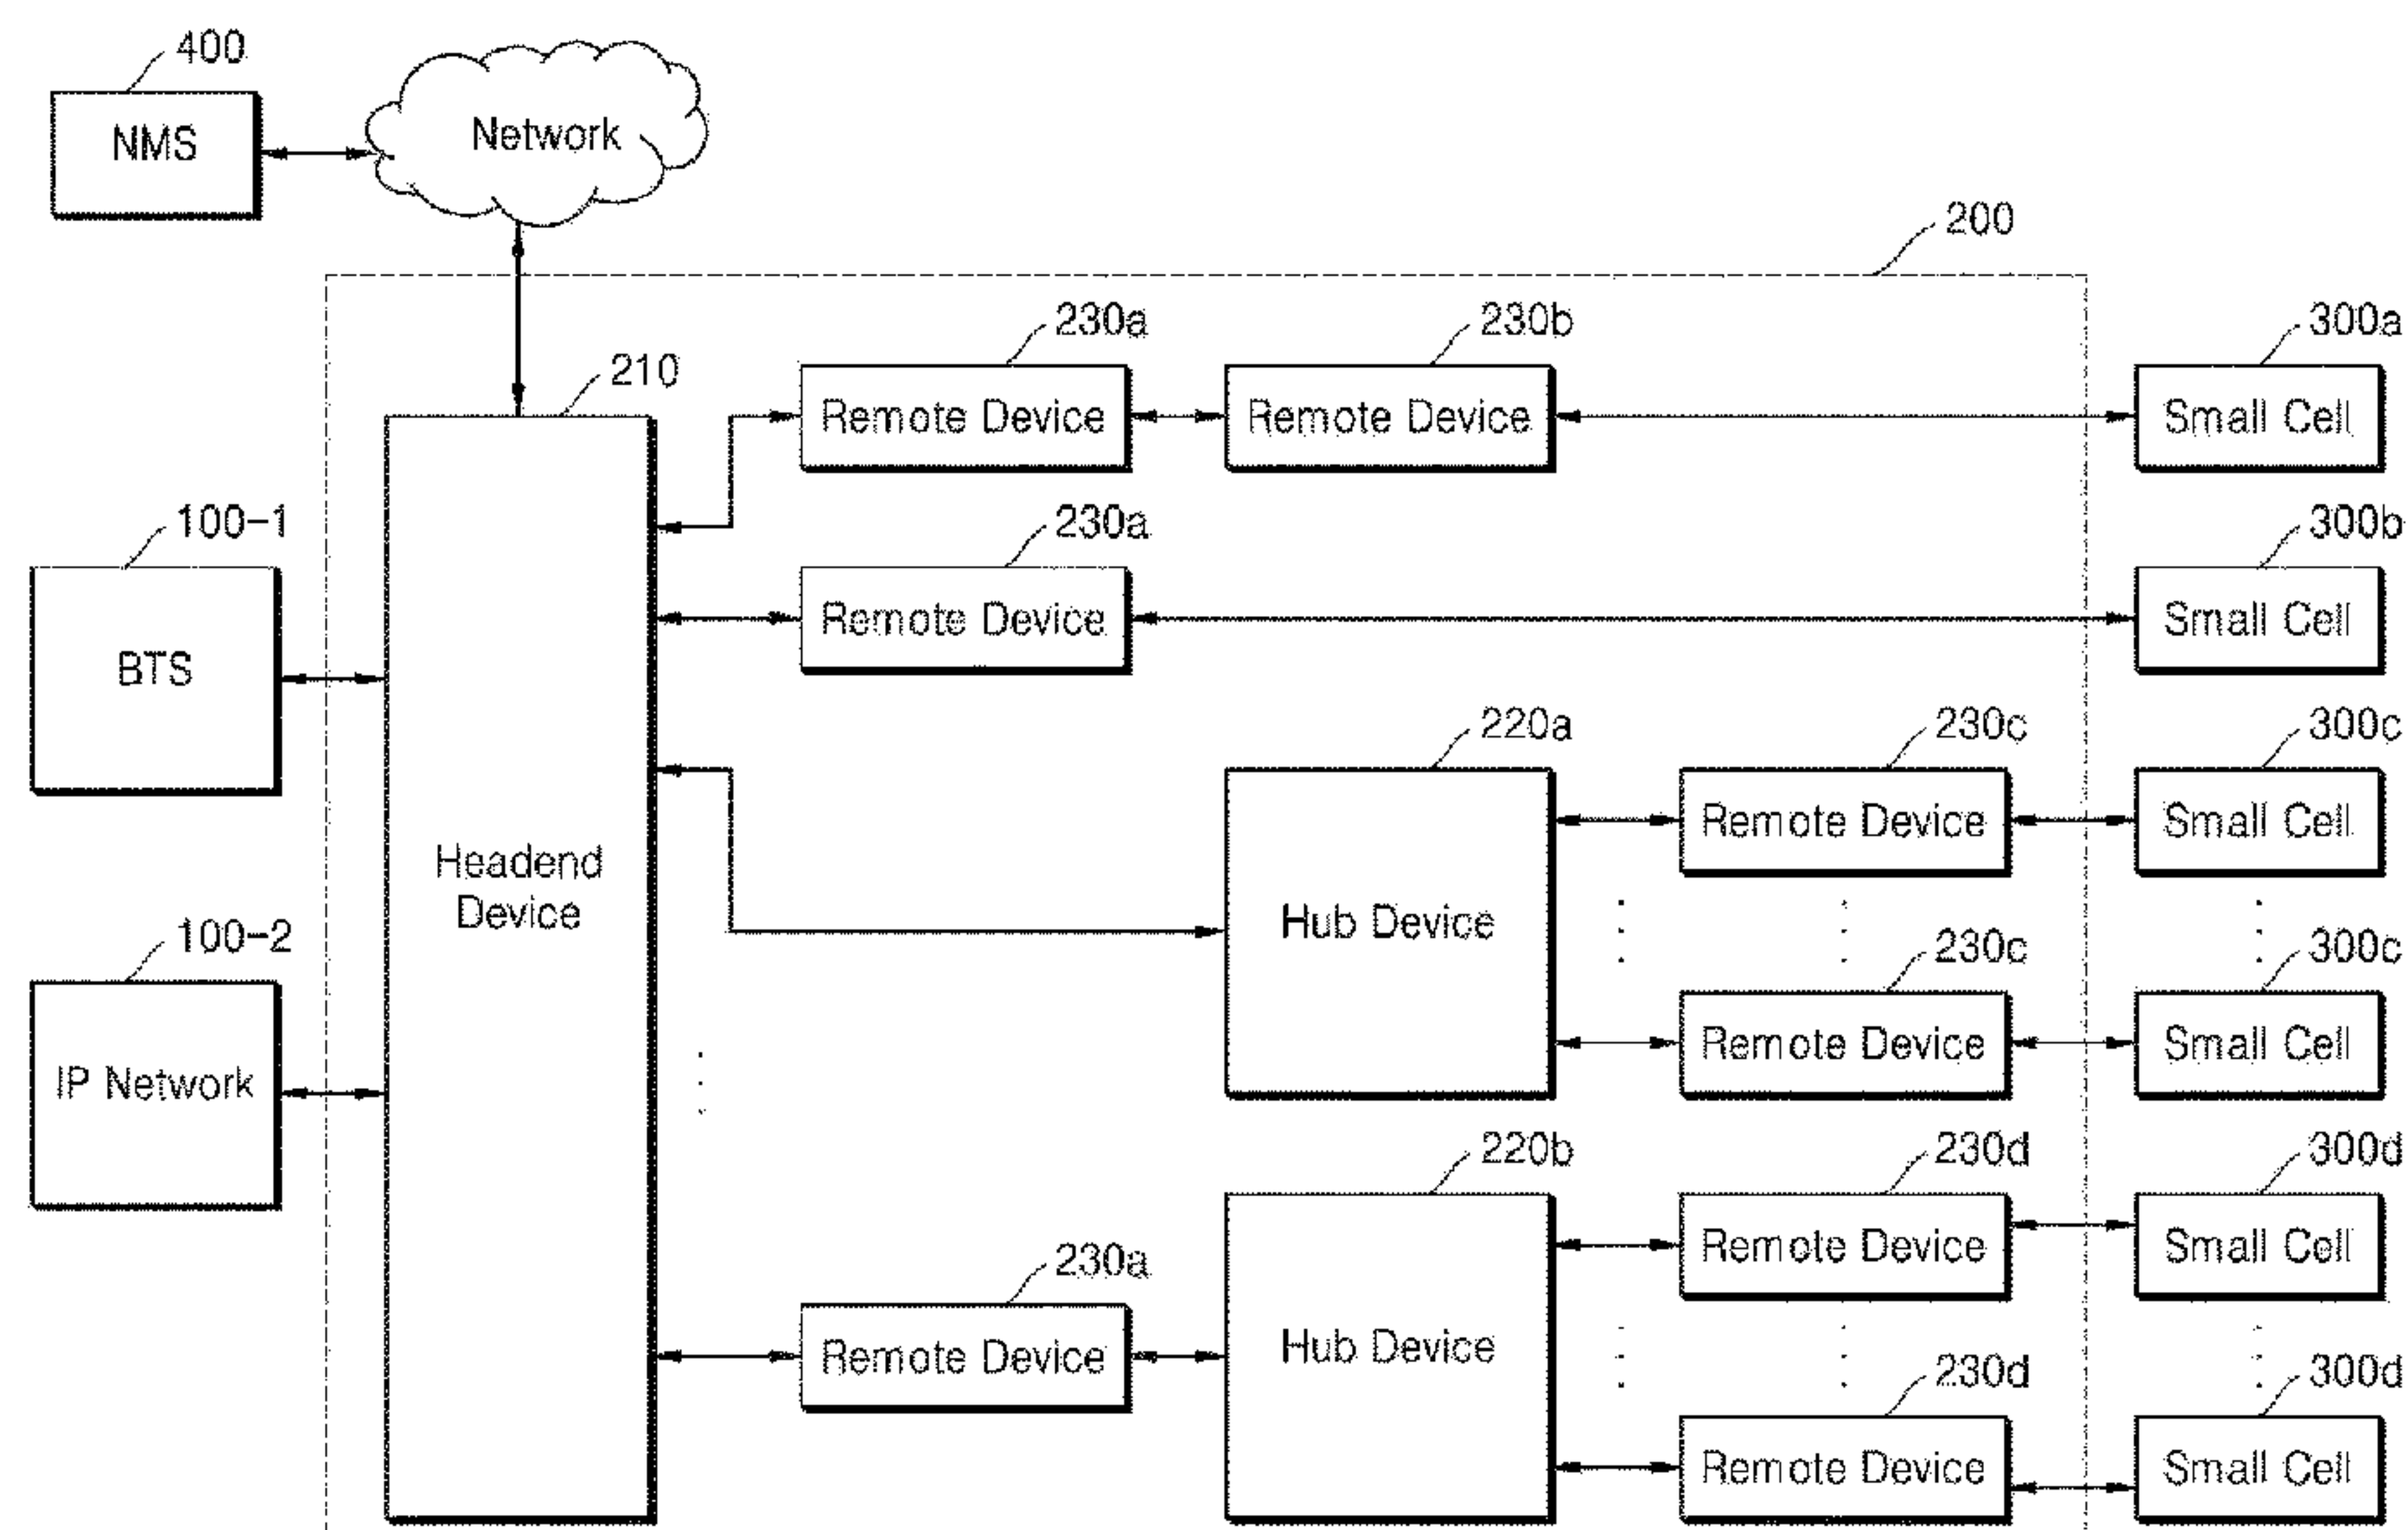 400
NMS
Network
200
230a
230b
300a
210
Remote Device
Remote Device
Small Cell
100-1
230a
300b
BTS
Remote Device
Small Cell
220a
230c
300c
Remote Device
Small Cell
Headend
Device
Hub Device
100-2
230c
300c
IP Network
Remote Device
Small Cell
220b
230d
300d
Remote Device
Small Cell
230a
Remote Device
Hub Device
230d
300d
Remote Device
Small Cell